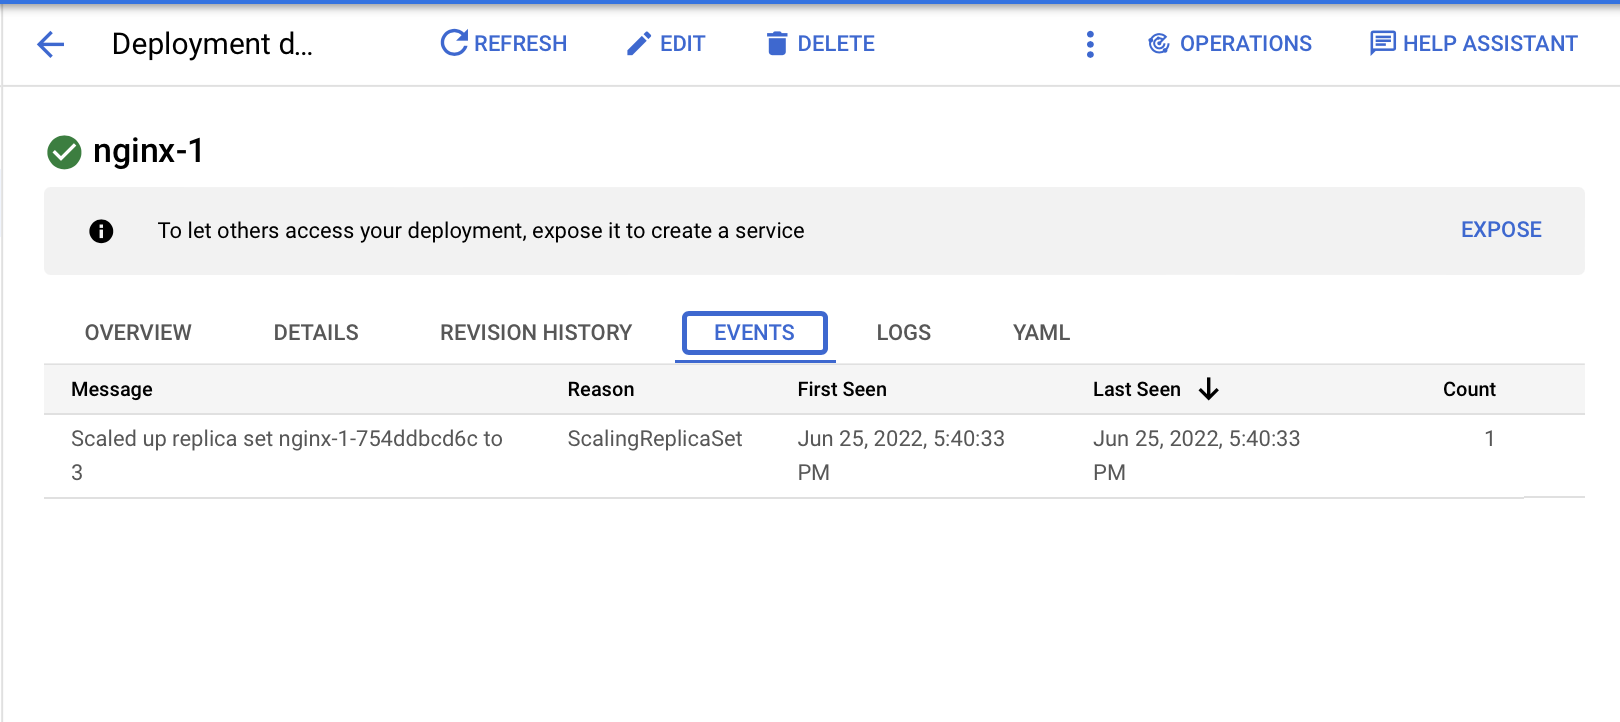 Deployment d...
REFRESH
EDIT
DELETE
OPERATIONS
HELP ASSISTANT
nginx-1
To let others access your deployment, expose it to create a service
EXPOSE
OVERVIEW
DETAILS
REVISION HISTORY
EVENTS
LOGS
YAML
Message
Reason
First Seen
Last Seen
Count
Scaled up replica set nginx-1-754ddbcd6c to
3
ScalingReplicaSet
Jun 25, 2022, 5:40:33
PM
Jun 25, 2022, 5:40:33
PM
1